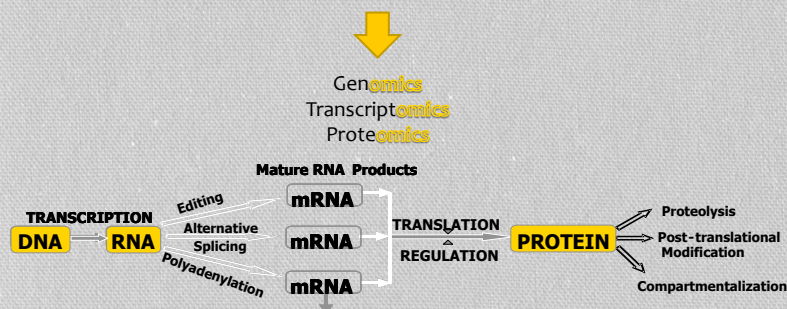 Genomics
Transcriptomics
Proteomics
Mature RNA Products
Editing
mRNA
TRANSCRIPTION
Alternative
Splicing
mRNA
TRANSLATION
REGULATION
DNA
RNA
PROTEIN
Proteolysis
Post-translational
Modification
Polyadenylation
mRNA
Compartmentalization